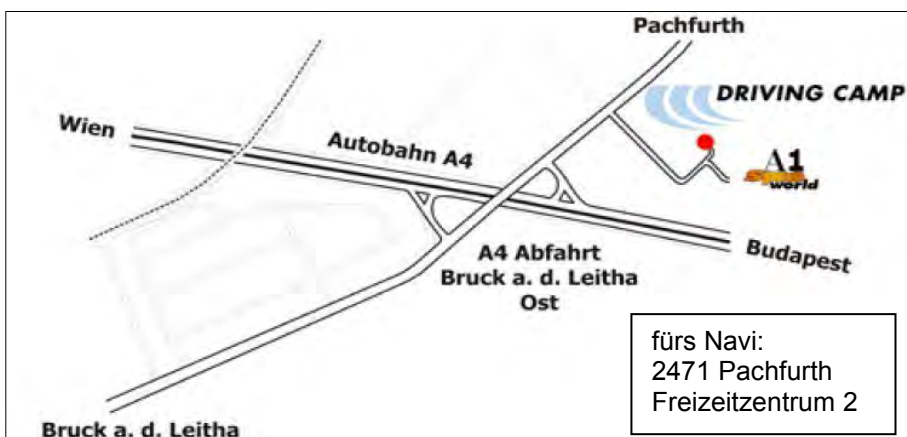 Pachfurth
DRIVING CAMP
Wien
Autobahn A4
A1
world
A4 Abfahrt
Bruck a. d. Leitha
Ost
Budapest
fürs Navi:
2471 Pachfurth
Freizeitzentrum 2
Bruck a. d. Leitha